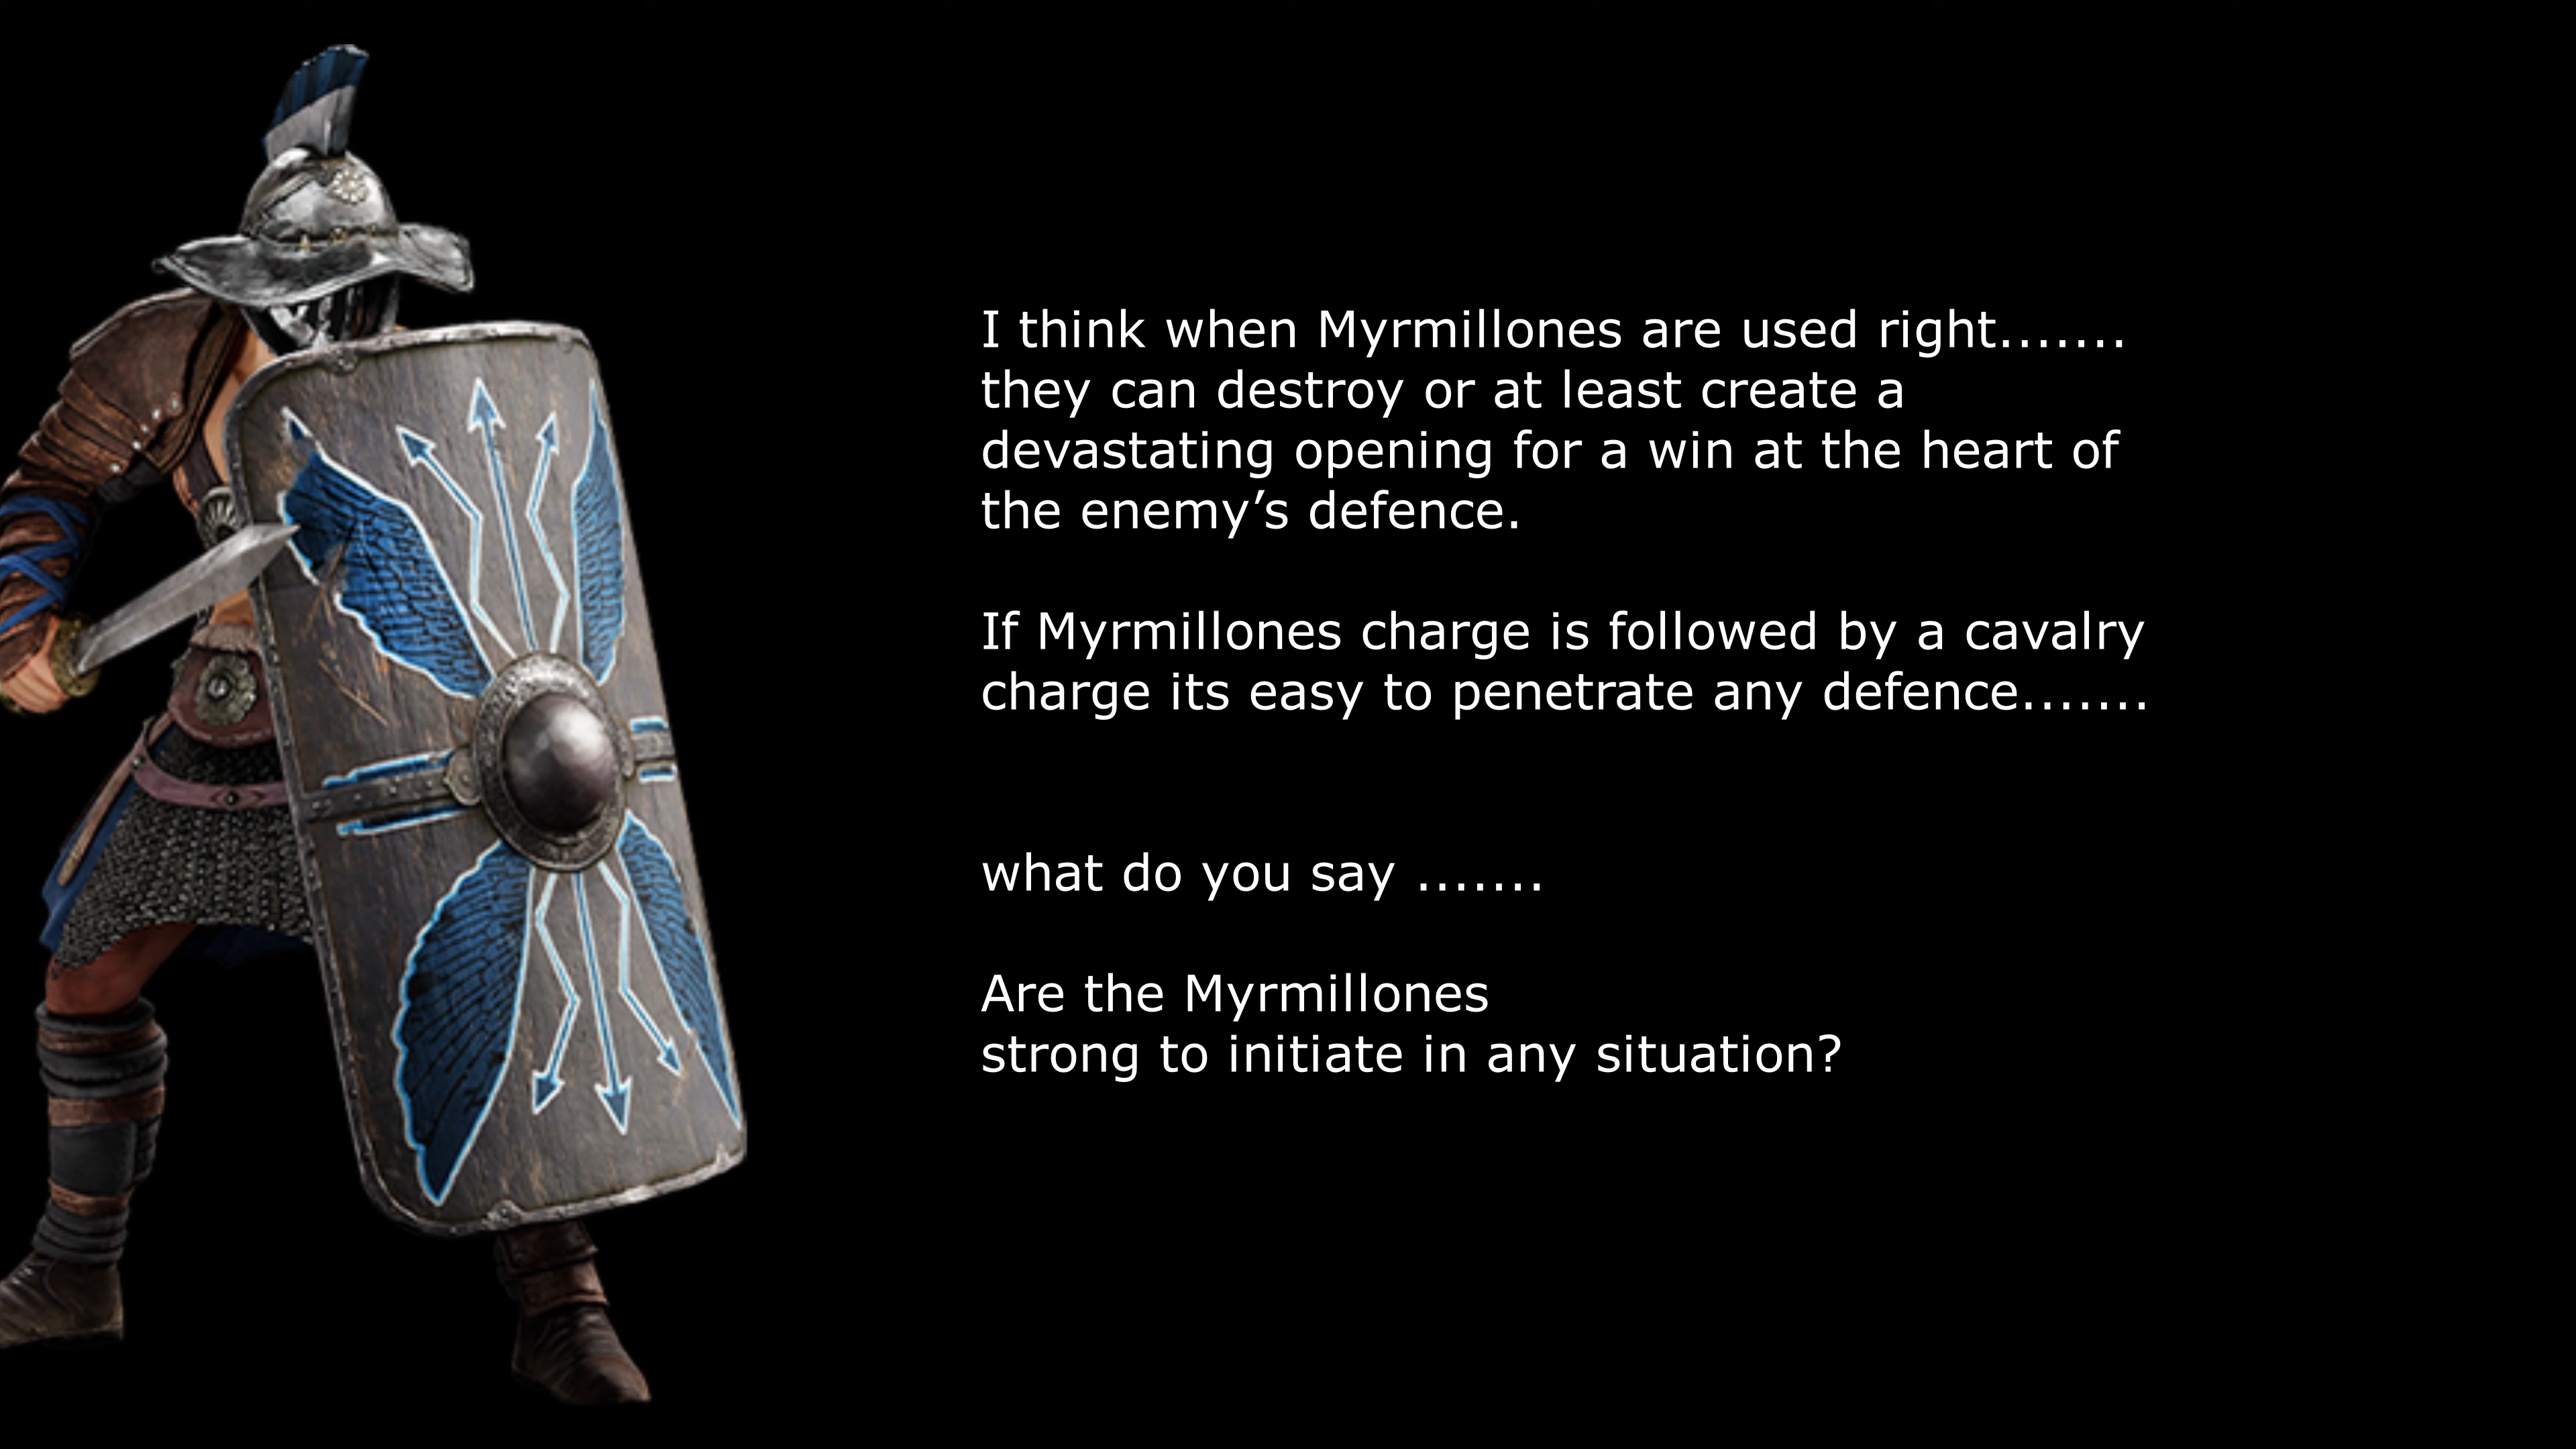 I think when Myrmillones are used right.......
they can destroy or at least create a
devastating opening for a win at the heart of
the enemy’s defence.
If Myrmillones charge is followed by a cavalry
charge its easy to penetrate any defence.......
what do you say .......
Are the Myrmillones
strong to initiate in any situation?